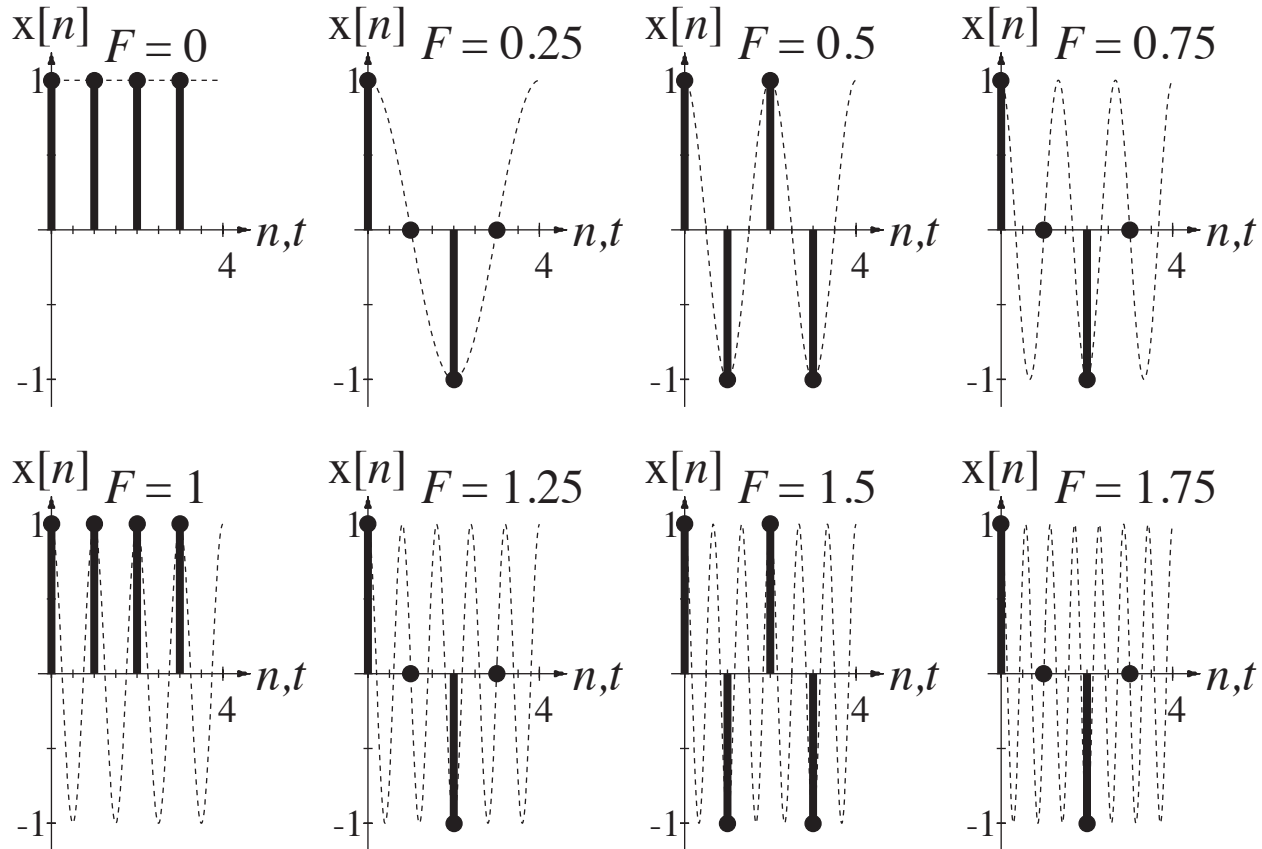 x[n] F = 0
1
n,t
4
-1
x[n] F = 0.25
1
n,t
4
-1
x[n] F = 0.5
1
n,t
4
-1
x[n] F = 0.75
1
n,t
4
-1
x[n] F = 1
1
n,t
4
-1
x[n] F = 1.25
1
n,t
4
-1
x[n] F = 1.5
1
n,t
4
-1
x[n] F = 1.75
1
n,t
4
-1